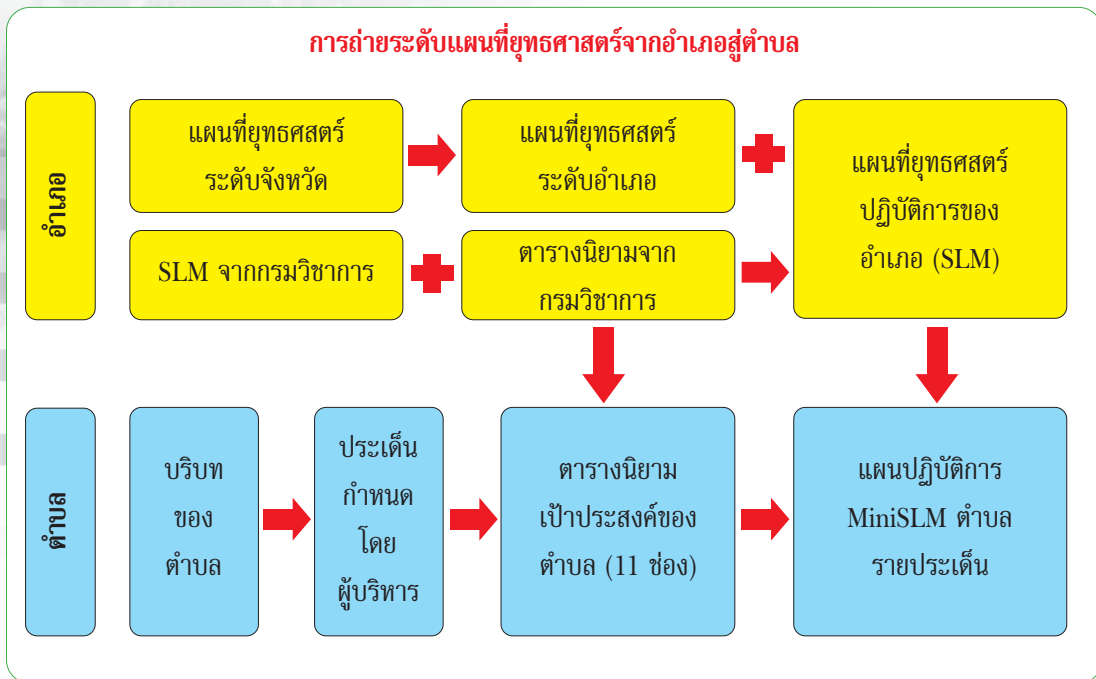 การถ่ายระดับแผนที่ยุทธศาสตร์จากอำเภอสู่ตำบล
อำเภอ
แผนที่ยุทธศสตร์
ระดับจังหวัด
แผนที่ยุทธศสตร์
ระดับอำเภอ
แผนที่ยุทธศสตร์
ปฎิบัติการของ
อำเภอ (SLM)
SLM จากกรมวิชาการ
ตารางนิยามจาก
กรมวิชาการ
ตำบล
บริบท
ของ
ตำบล
ประเด็น
กำหนด
โดย
ผู้บริหาร
ตารางนิยาม
เป้าประสงค์ของ
ตำบล (11 ช่อง)
แผนปฎิบัติการ
MiniSLM ตำบล
รายประเด็น